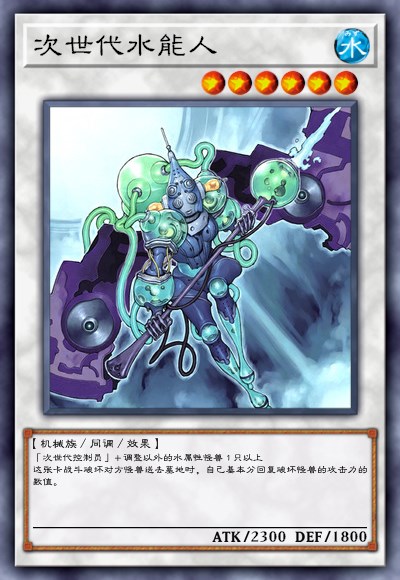 次世代水能人
水
【机械族／同调／效果】
「次世代控制员」＋调整以外的水属性怪兽1只以上
这张卡战斗破坏对方怪兽送去墓地时，自己基本分回复破坏怪兽的攻击力的
数值。
ATK/2300 DEF/1800